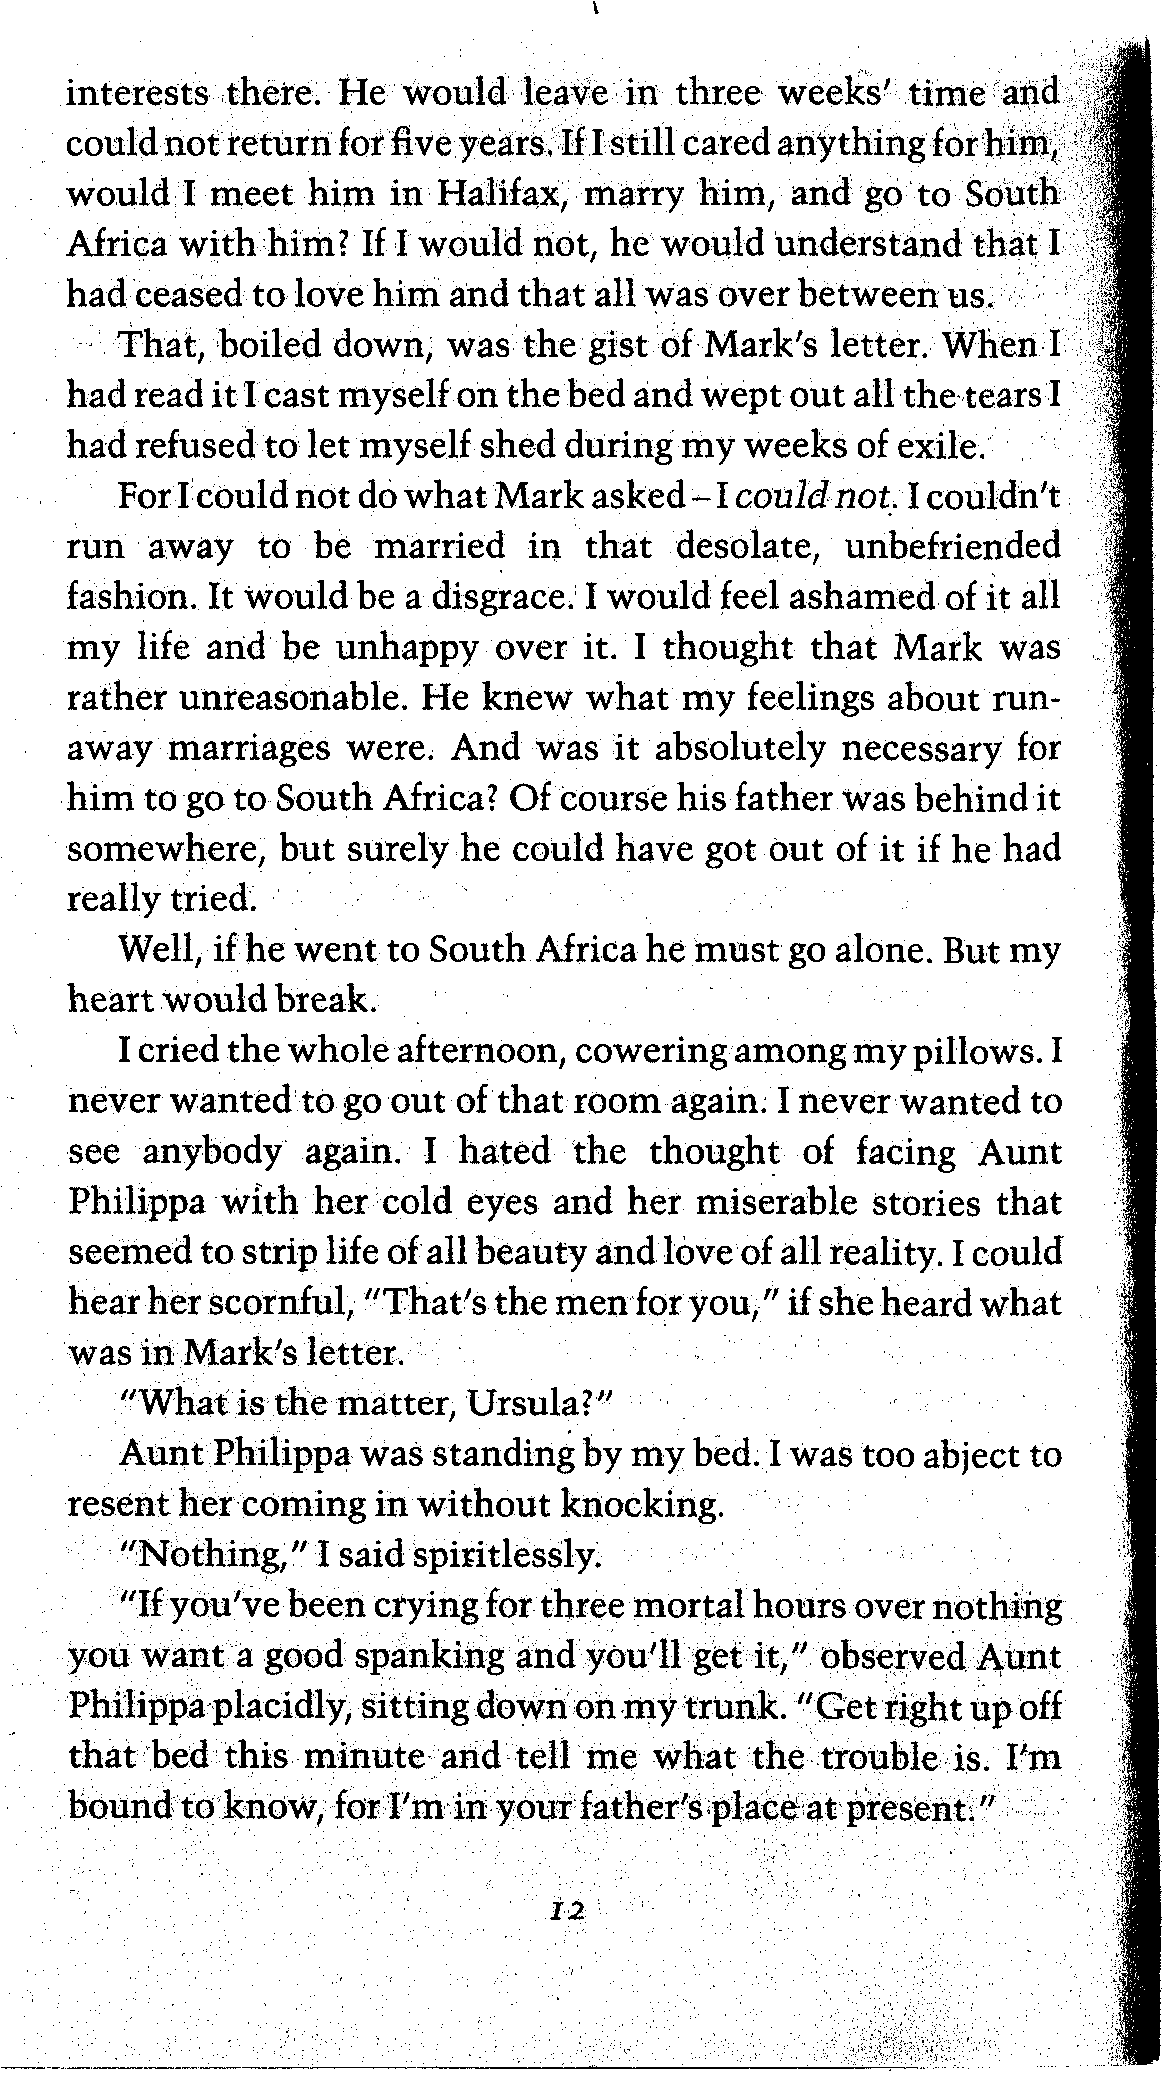 interests there. He would leave in three weeks' time and
could not return for five years. If I still cared anything for him,
would I meet him in Halifax, marry him, and go to South
Africa with him? If I would not, he would understand that I
had ceased to love him and that all was over between us.
That, boiled down, was the gist of Mark's letter. When I
had read it I cast myself on the bed and wept out all the tears I
had refused to let myself shed during my weeks of exile.
For I could not do what Mark asked – I could not. I couldn't
run away to be married in that desolate, unbefriended
fashion. It would be a disgrace. I would feel ashamed of it all
my life and be unhappy over it. I thought that Mark was
rather unreasonable. He knew what my feelings about run-
away marriages were. And was it absolutely necessary for
him to go to South Africa? Of course his father was behind it
somewhere, but surely he could have got out of it if he had
really tried.
Well, if he went to South Africa he must go alone. But my
heart would break.
I cried the whole afternoon, cowering among my pillows. I
never wanted to go out of that room again. I never wanted to
see anybody again. I hated the thought of facing Aunt
Philippa with her cold eyes and her miserable stories that
seemed to strip life of all beauty and love of all reality. I could
hear her scornful, "That's the men for you," if she heard what
was in Mark's letter.
"What is the matter, Ursula?"
Aunt Philippa was standing by my bed. I was too abject to
resent her coming in without knocking.
"Nothing," I said spiritlessly.
"If you've been crying for three mortal hours over nothing
you want a good spanking and you'll get it," observed Aunt
Philippa placidly, sitting down on my trunk. "Get right up off
that bed this minute and tell me what the trouble is. I'm
bound to know, for I'm in your father's place at present."
12